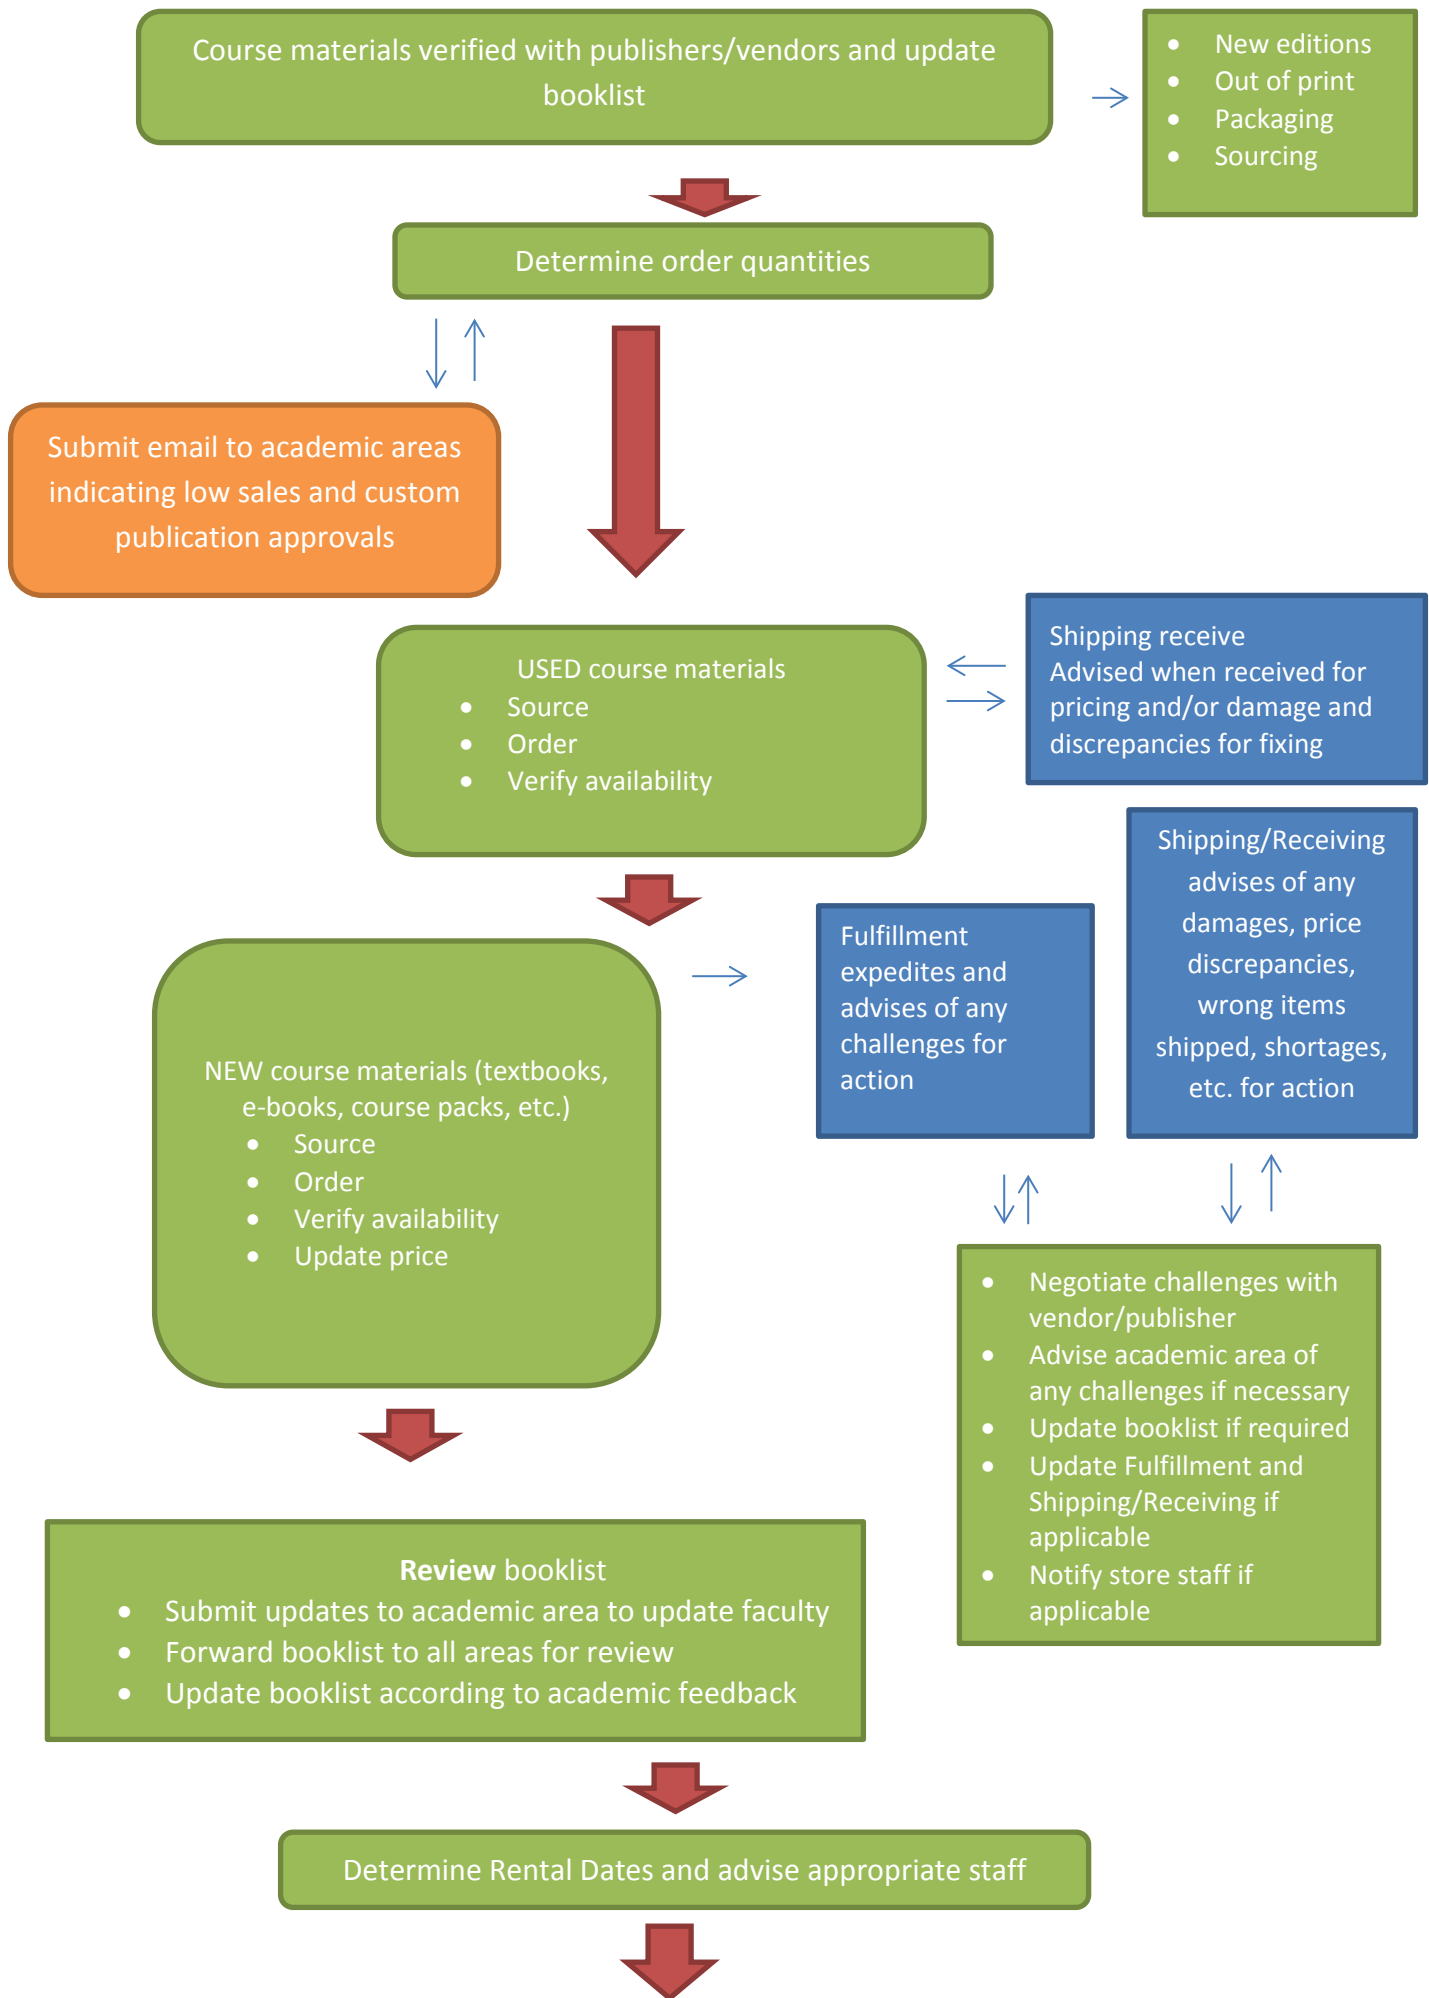 Course materials verified with publishers/vendors and update
booklist
• New editions
• Out of print
• Packaging
• Sourcing
Determine order quantities
Submit email to academic areas
indicating low sales and custom
publication approvals
USED course materials
• Source
• Order
• Verify availability
Shipping receive
Advised when received for
pricing and/or damage and
discrepancies for fixing
Shipping/Receiving
advises of any
damages, price
discrepancies,
wrong items
shipped, shortages,
etc. for action
Fulfillment
expedites and
advises of any
challenges for
action
NEW course materials (textbooks,
e-books, course packs, etc.)
• Source
• Order
• Verify availability
• Update price
• Negotiate challenges with
vendor/publisher
• Advise academic area of
any challenges if necessary
• Update booklist if required
• Update Fulfillment and
Shipping/Receiving if
applicable
• Notify store staff if
applicable
Review booklist
• Submit updates to academic area to update faculty
• Forward booklist to all areas for review
• Update booklist according to academic feedback
Determine Rental Dates and advise appropriate staff